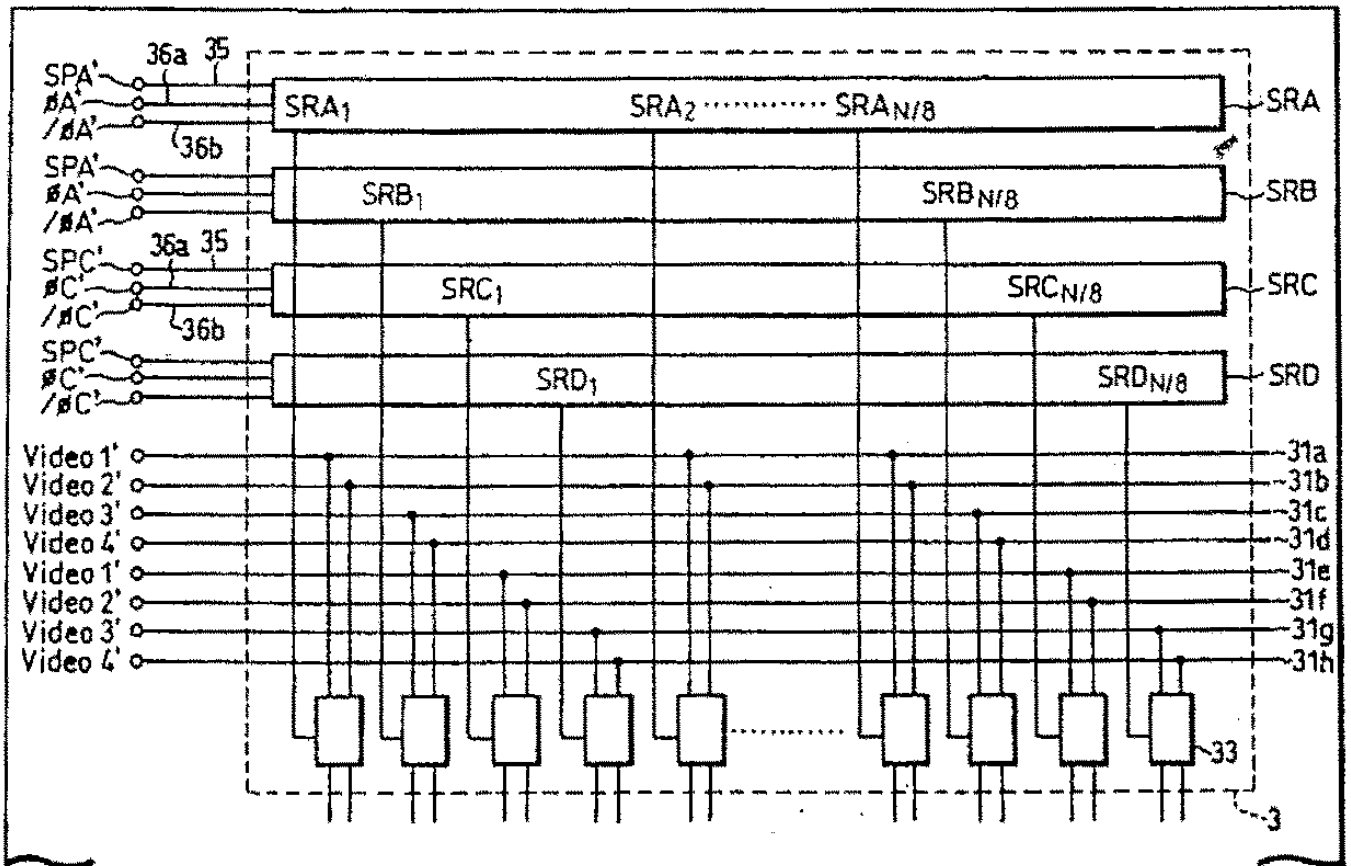 36a 35
SPA'
ØA' SRA1 SRA2 ········ SRAN/8 SRA
/ØA' 36b
SPA'
ØA' SRB1 SRBN/8 SRB
/ØA'
36a 35
SPC'
ØC' SRC1 SRCN/8 SRC
/ØC' 36b
SPC'
ØC' SRD1 SRDN/8 SRD
/ØC'
Video 1' 31a
Video 2' 31b
Video 3' 31c
Video 4' 31d
Video 1' 31e
Video 2' 31f
Video 3' 31g
Video 4' 31h
33
3